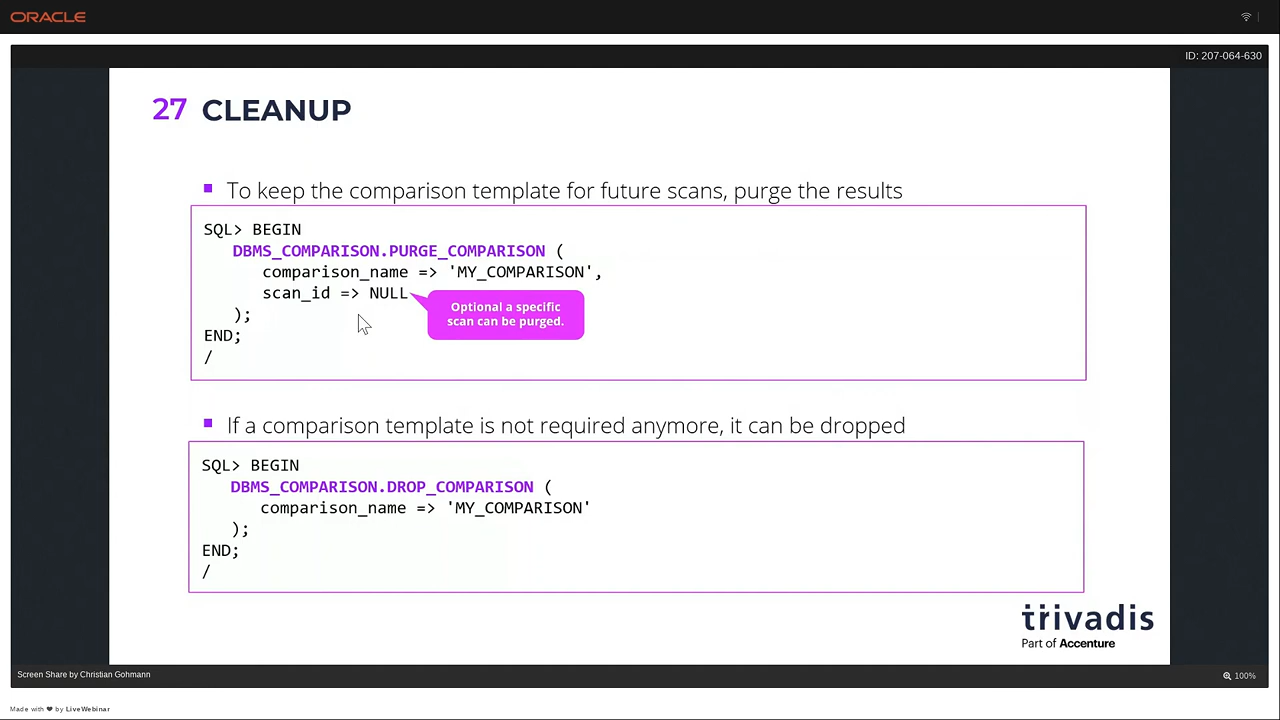 ORACLE
ID: 207-064-630
27 CLEANUP
To keep the comparison template for future scans, purge the results
SQL> BEGIN
DBMS_COMPARISON.PURGE_COMPARISON (
comparison_name => 'MY_COMPARISON',
scan_id => NULL
Optional a specific
scan can be purged.
);
END;
/
If a comparison template is not required anymore, it can be dropped
SQL> BEGIN
DBMS_COMPARISON.DROP_COMPARISON (
comparison_name => 'MY_COMPARISON'
);
END;
/
trivadis
Part of Accenture
Screen Share by Christian Gohmann
100%
Made with ❤ by LiveWebinar